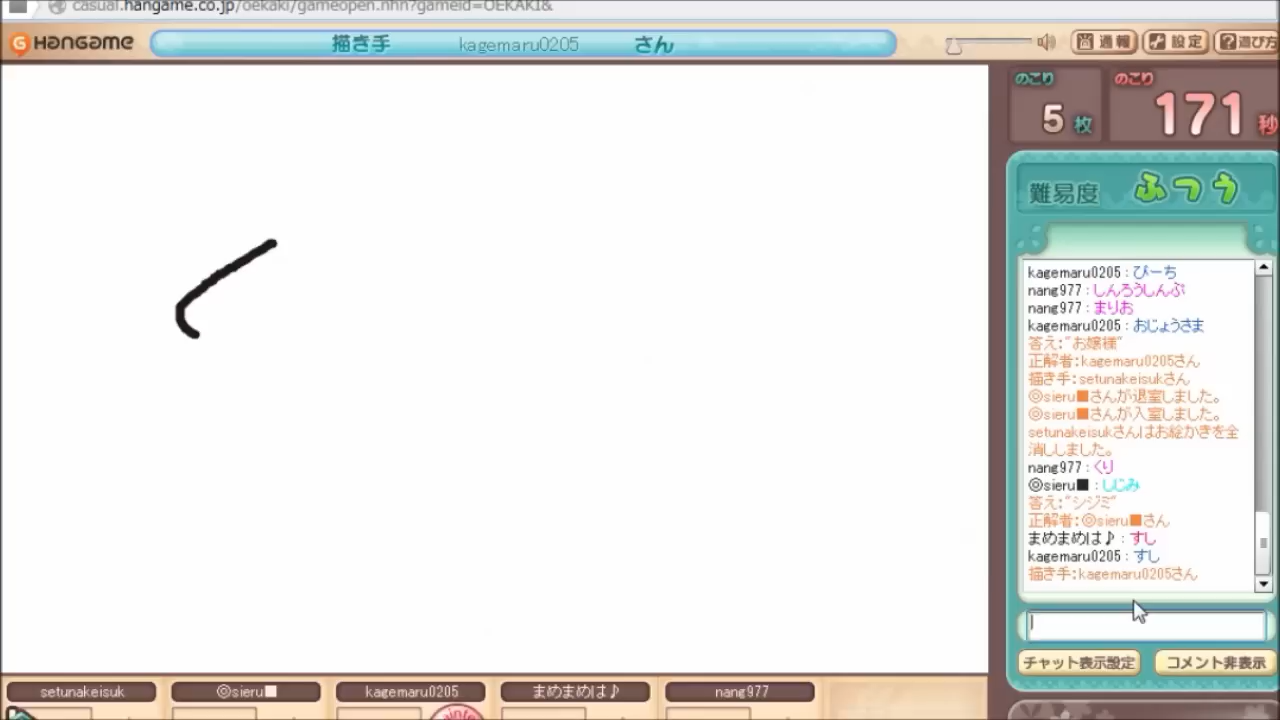 casual.hangame.co.jp/oekaki/gameopen.nhn?gameid=OEKAKI&
HANGAME 描き手 kagemaru0205 さん 通報 設定 遊び方
のこり 5 枚 のこり 171 秒
難易度 ふつう
kagemaru0205 : ぴーち
nang977 : しんろうしんぷ
nang977 : まりお
kagemaru0205 : おじょうさま
答え:"お嬢様"
正解者:kagemaru0205さん
描き手:setunakeisukさん
◎sieru■さんが退室しました。
◎sieru■さんが入室しました。
setunakeisukさんはお絵かきを全
消ししました。
nang977 : くり
◎sieru■ : しじみ
答え:"シジミ"
正解者:◎sieru■さん
まめまめは♪ : すし
kagemaru0205 : すし
描き手:kagemaru0205さん
チャット表示設定 コメント非表示
setunakeisuk ◎sieru■ kagemaru0205 まめまめは♪ nang977